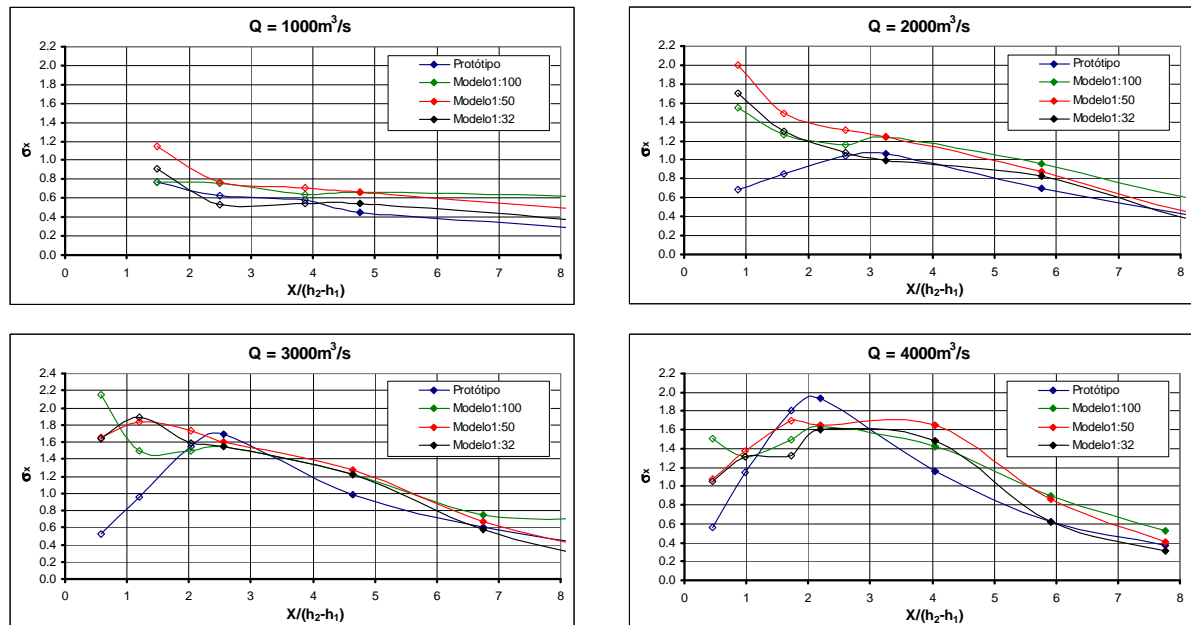 Q = 1000m³/s
2.2
2.0
1.8
1.6
1.4
1.2
1.0
0.8
0.6
0.4
0.2
0.0
σx
0 1 2 3 4 5 6 7 8
X/(h₂-h₁)
Protótipo
Modelo1:100
Modelo1:50
Modelo1:32
Q = 2000m³/s
2.2
2.0
1.8
1.6
1.4
1.2
1.0
0.8
0.6
0.4
0.2
0.0
σx
0 1 2 3 4 5 6 7 8
X/(h₂-h₁)
Protótipo
Modelo1:100
Modelo1:50
Modelo1:32
Q = 3000m³/s
2.4
2.2
2.0
1.8
1.6
1.4
1.2
1.0
0.8
0.6
0.4
0.2
0.0
σx
0 1 2 3 4 5 6 7 8
X/(h₂-h₁)
Protótipo
Modelo1:100
Modelo1:50
Modelo1:32
Q = 4000m³/s
2.2
2.0
1.8
1.6
1.4
1.2
1.0
0.8
0.6
0.4
0.2
0.0
σx
0 1 2 3 4 5 6 7 8
X/(h₂-h₁)
Protótipo
Modelo1:100
Modelo1:50
Modelo1:32